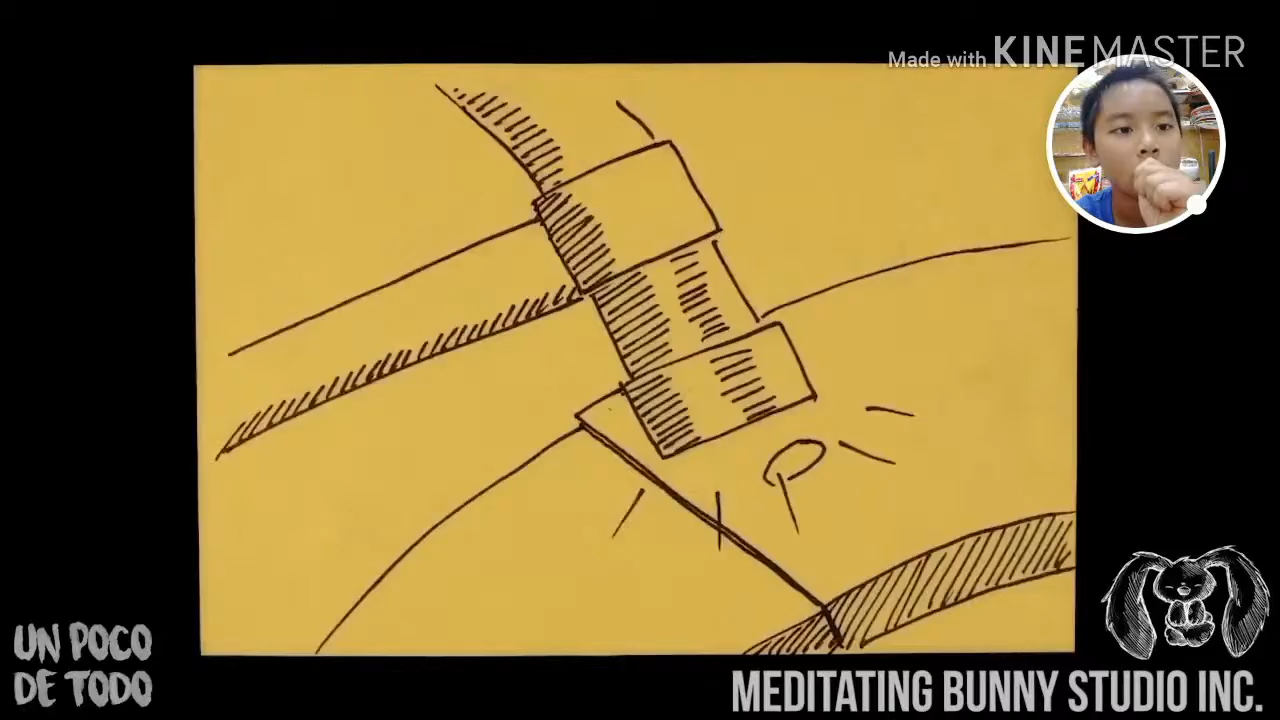 Made with KINEMASTER
UN POCO
DE TODO
MEDITATING BUNNY STUDIO INC.